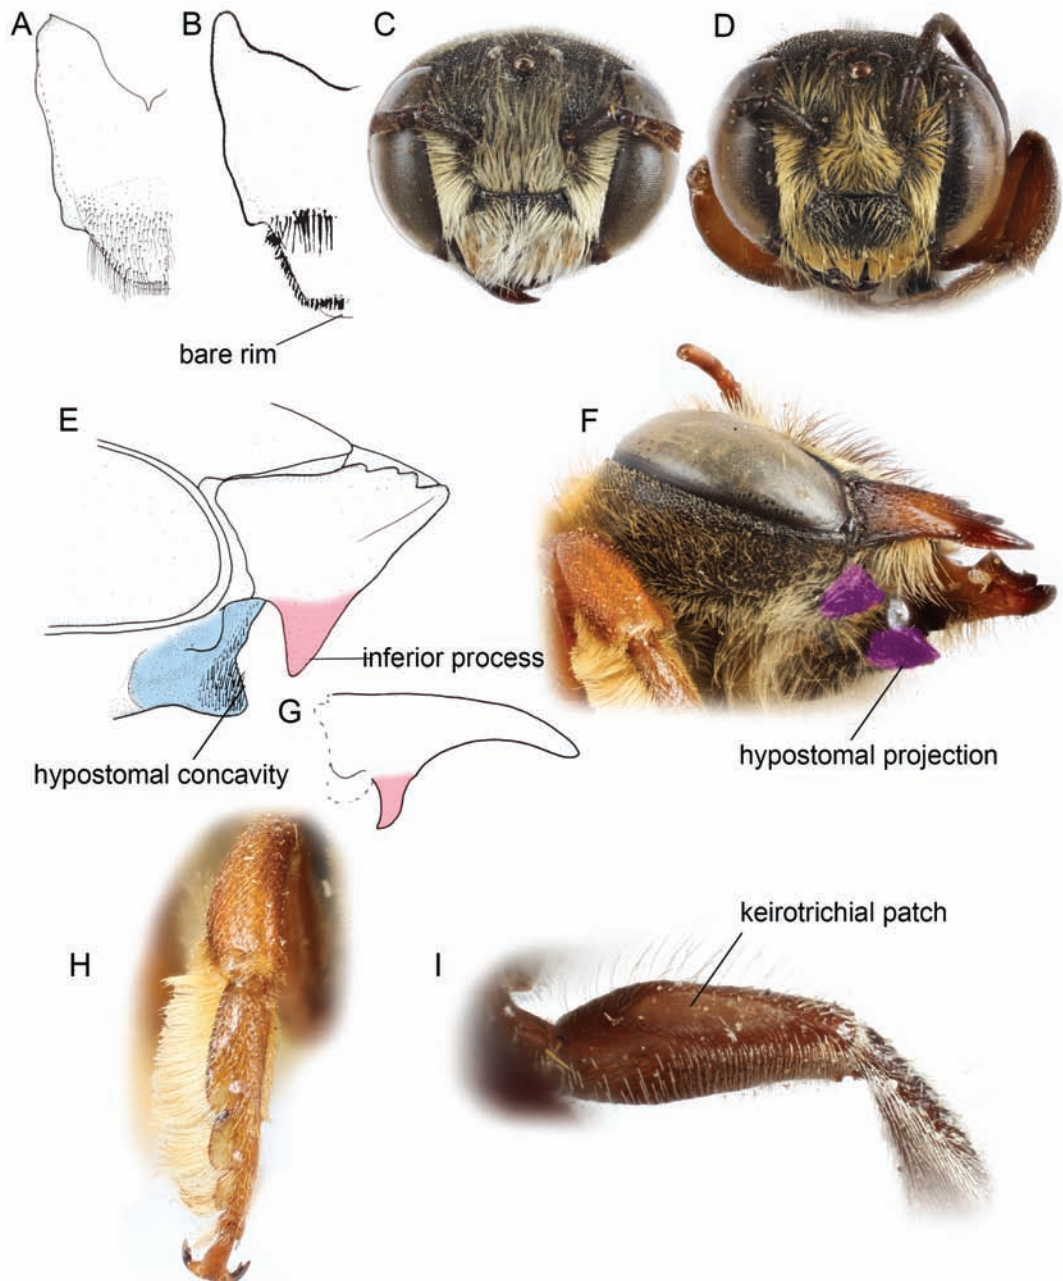 A
B
C
D
bare rim
E
F
inferior process
G
hypostomal concavity
hypostomal projection
keirotrichial patch
H
I